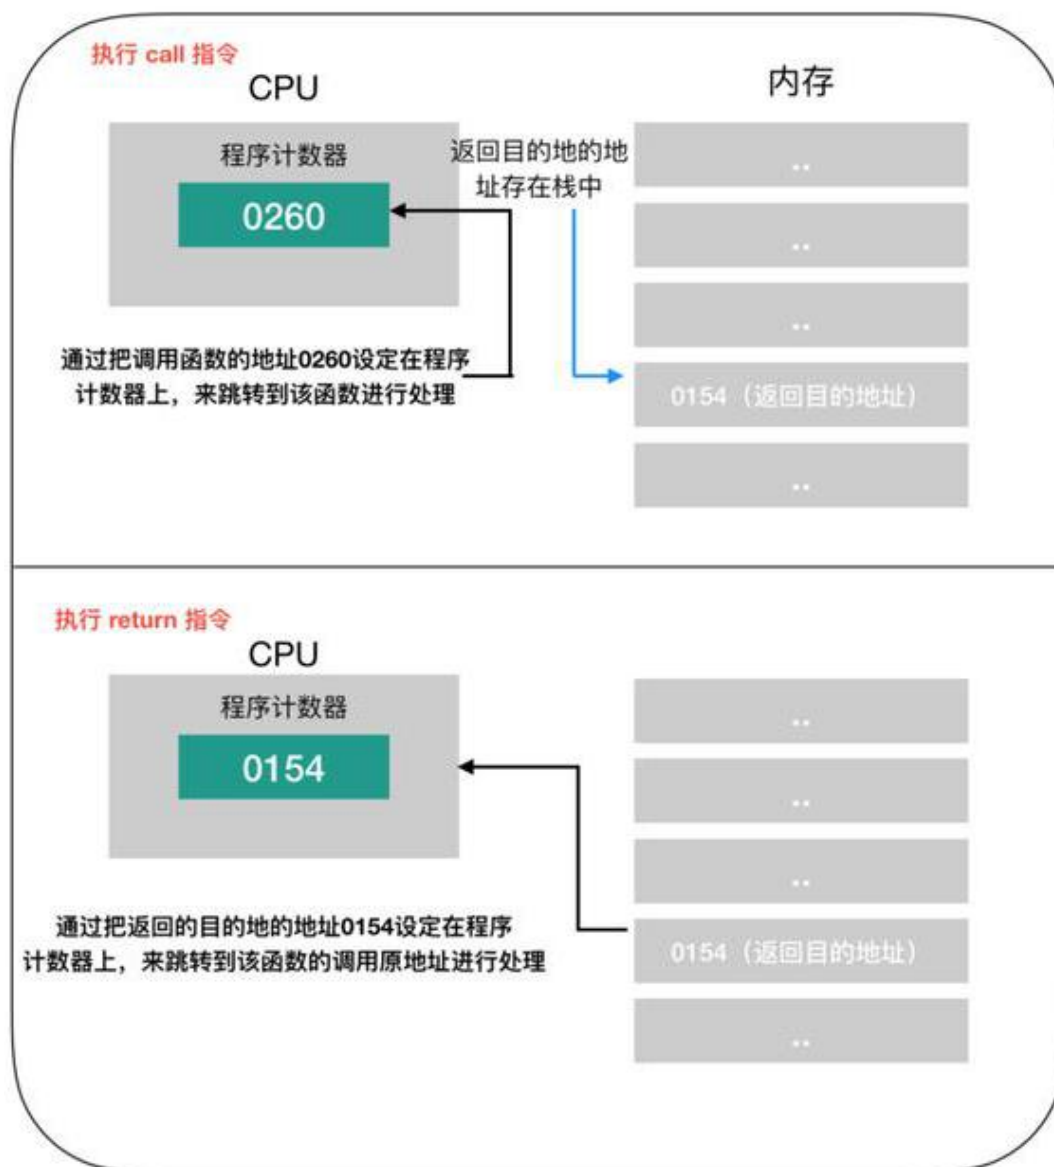 执行 call 指令
CPU
内存
程序计数器
0260
返回目的地的地
址存在栈中
..
..
..
0154（返回目的地址）
..
通过把调用函数的地址0260设定在程序
计数器上，来跳转到该函数进行处理
执行 return 指令
CPU
程序计数器
0154
..
..
..
0154（返回目的地址）
..
通过把返回的目的地的地址0154设定在程序
计数器上，来跳转到该函数的调用原地址进行处理